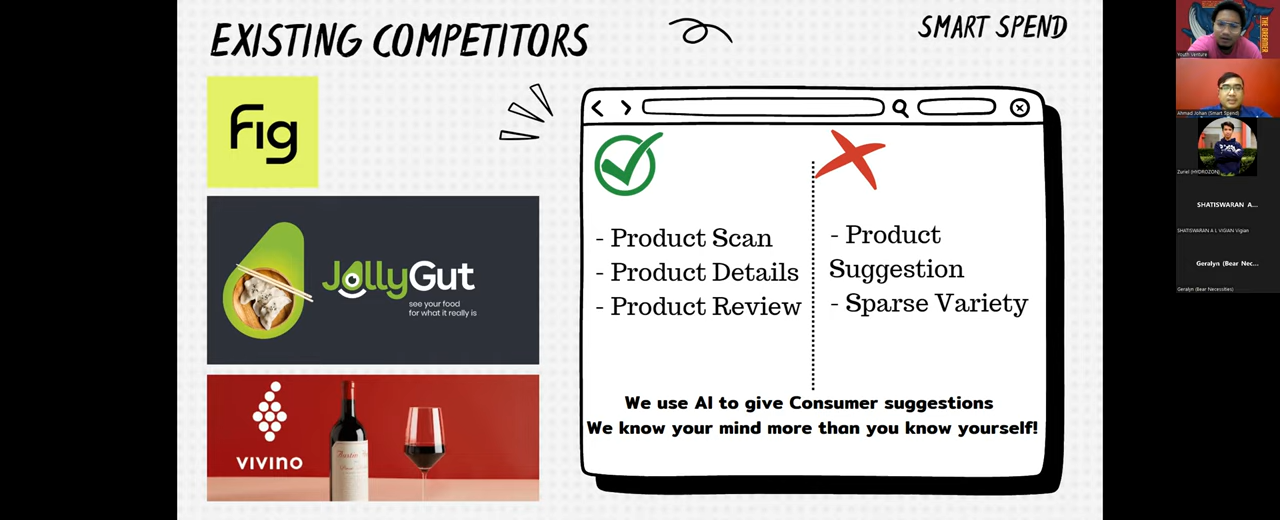 EXISTING COMPETITORS
SMART SPEND
fig
JollyGut
see your food
for what it really is
VIVINO
- Product Scan
- Product Details
- Product Review
- Product
Suggestion
- Sparse Variety
We use AI to give Consumer suggestions
We know your mind more than you know yourself!
THE DREAMER
Youth Venture
Ahmad Johan (Smart Spend)
Zuriel (HYDROZON)
SHATISWARAN A...
SHATISWARAN A L VIGIAN Vigian
Geralyn (Bear Nec...
Geralyn (Bear Necessities)